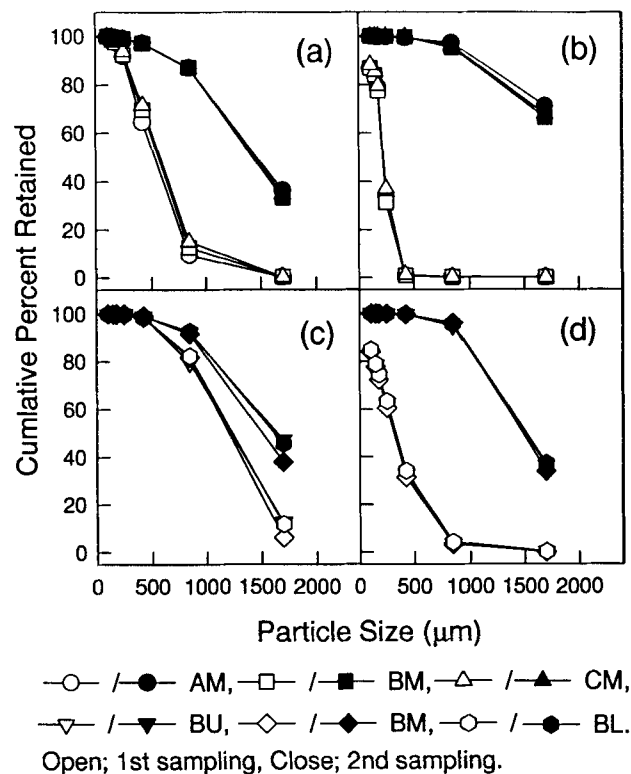 (a)
(b)
100
80
60
40
20
0
(c)
(d)
100
80
60
40
20
0
Cumlative Percent Retained
0 500 1000 1500 2000
0 500 1000 1500 2000
Particle Size (μm)
/ AM, / BM, / CM,
/ BU, / BM, / BL.
Open; 1st sampling, Close; 2nd sampling.